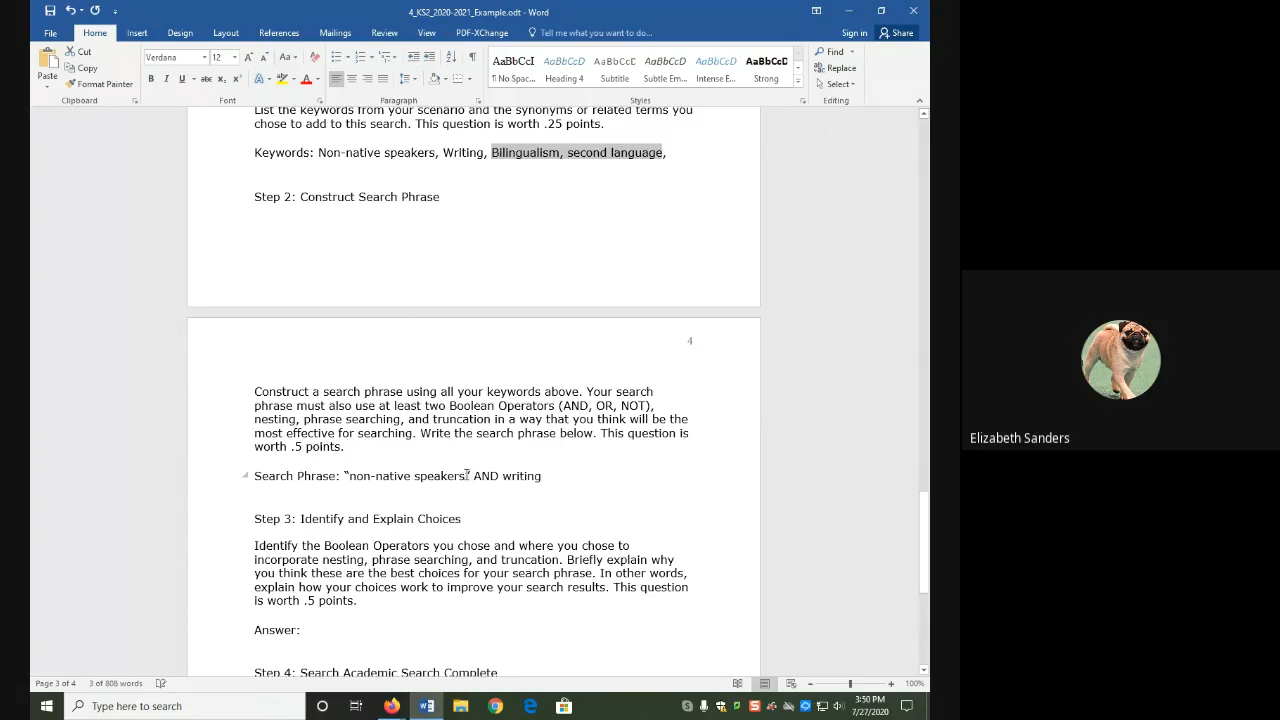 4_KS2_2020-2021_Example.odt - Word
File Home Insert Design Layout References Mailings Review View PDF-XChange Tell me what you want to do... Sign in Share
Paste Cut Copy Format Painter Clipboard
Verdana 12 Font
Paragraph
AaBbCcI AaBbCcD AaBbCcD AaBbCcD AaBbCcD AaBbCc
¶ No Spac... Heading 4 Subtitle Subtle Em... Intense E... Strong
Styles
Find Replace Select Editing
List the keywords from your scenario and the synonyms or related terms you
chose to add to this search. This question is worth .25 points.
Keywords: Non-native speakers, Writing, Bilingualism, second language,
Step 2: Construct Search Phrase
4
Construct a search phrase using all your keywords above. Your search
phrase must also use at least two Boolean Operators (AND, OR, NOT),
nesting, phrase searching, and truncation in a way that you think will be the
most effective for searching. Write the search phrase below. This question is
worth .5 points.
Search Phrase: “non-native speakers” AND writing
Step 3: Identify and Explain Choices
Identify the Boolean Operators you chose and where you chose to
incorporate nesting, phrase searching, and truncation. Briefly explain why
you think these are the best choices for your search phrase. In other words,
explain how your choices work to improve your search results. This question
is worth .5 points.
Answer:
Step 4: Search Academic Search Complete
Page 3 of 4 3 of 808 words 100%
Type here to search
3:50 PM
7/27/2020
Elizabeth Sanders